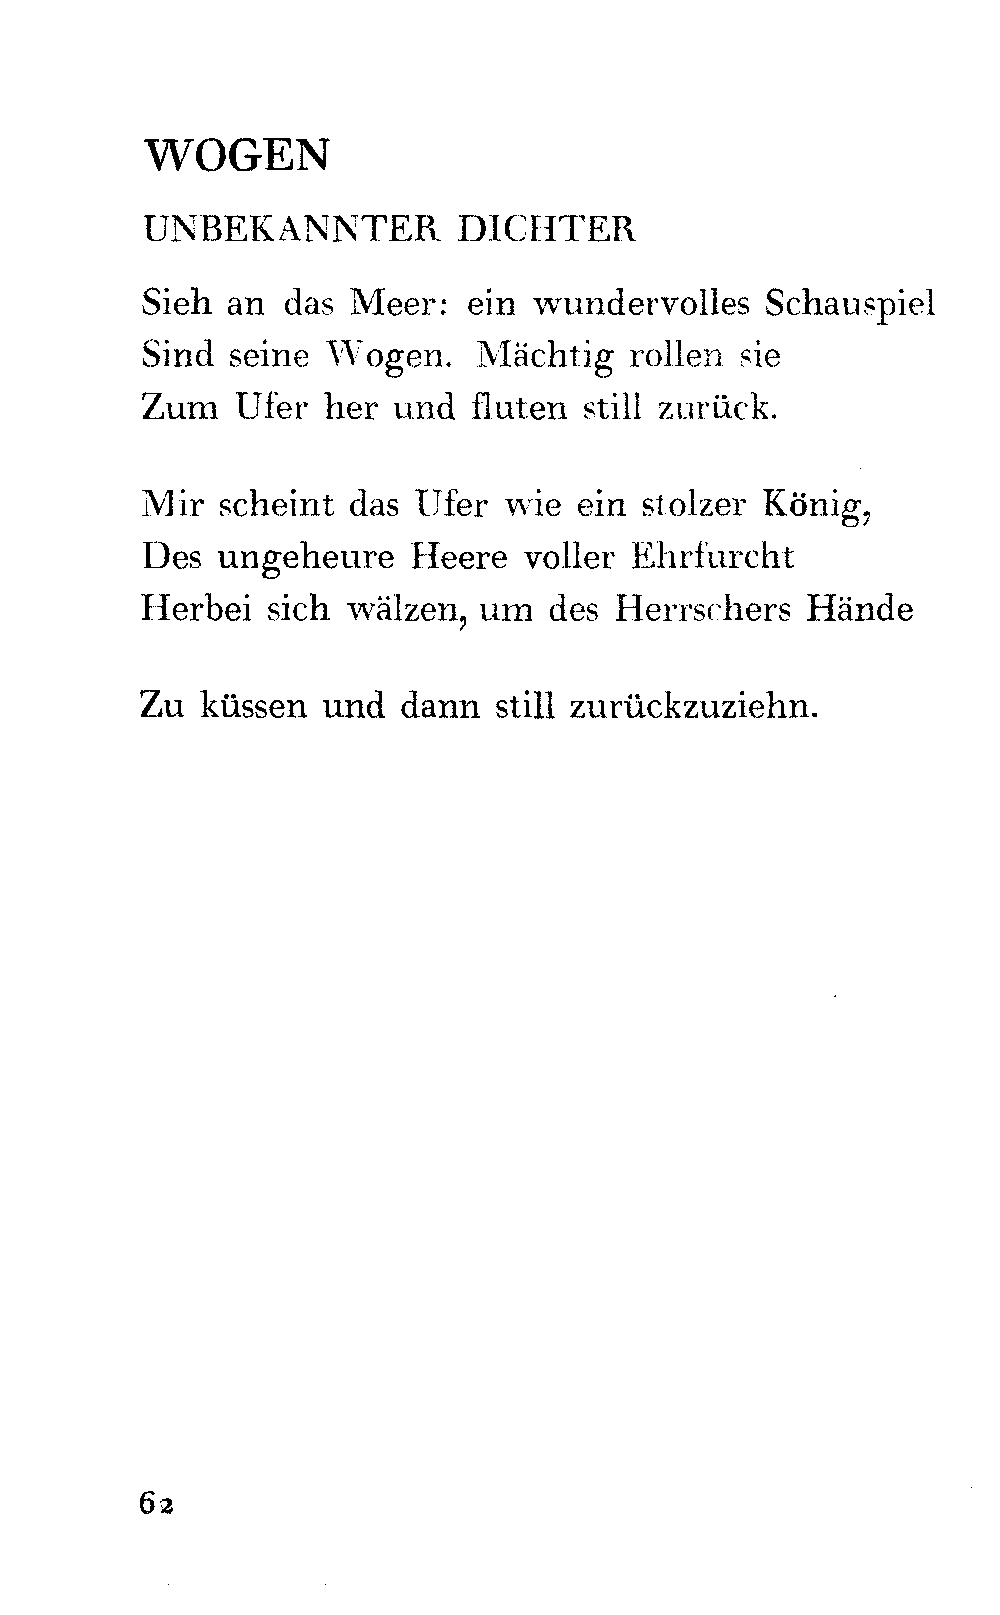 WOGEN
UNBEKANNTER DICHTER
Sieh an das Meer: ein wundervolles Schauspiel
Sind seine Wogen. Mächtig rollen sie
Zum Ufer her und fluten still zurück.
Mir scheint das Ufer wie ein stolzer König,
Des ungeheure Heere voller Ehrfurcht
Herbei sich wälzen, um des Herrschers Hände
Zu küssen und dann still zurückzuziehn.
62